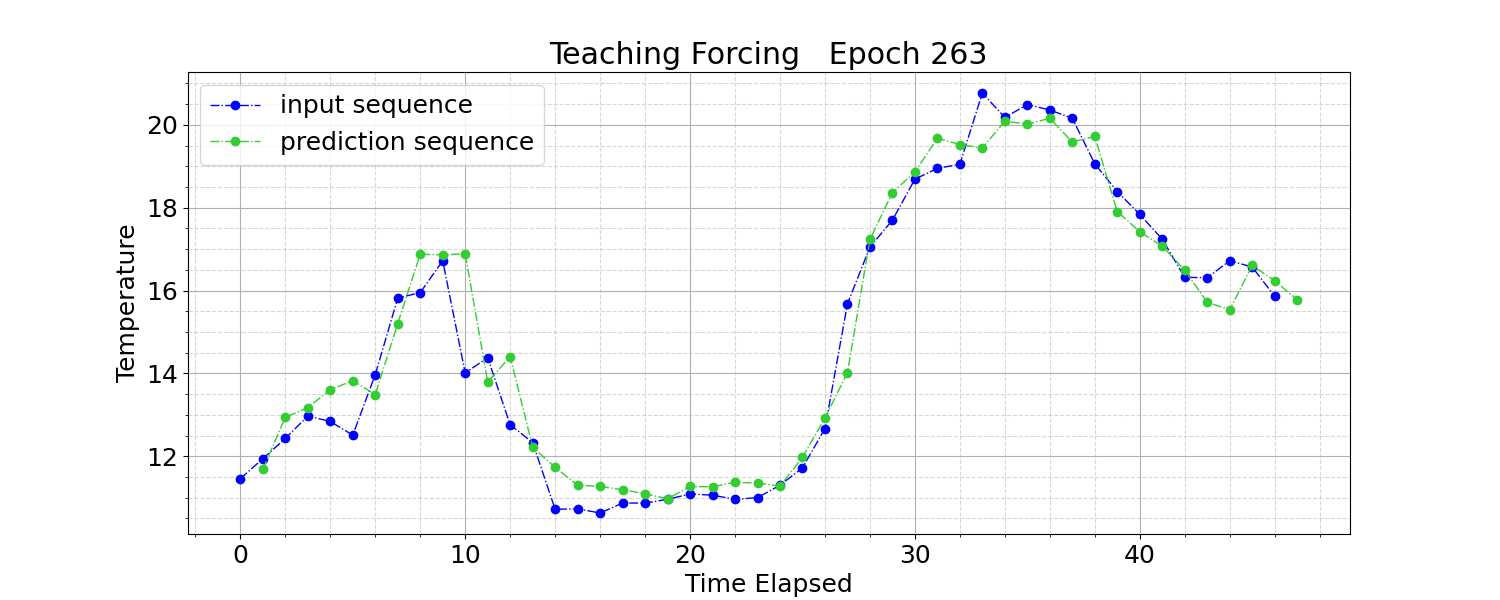 Teaching Forcing   Epoch 263
input sequence
prediction sequence
Temperature
20
18
16
14
12
0
10
20
30
40
Time Elapsed